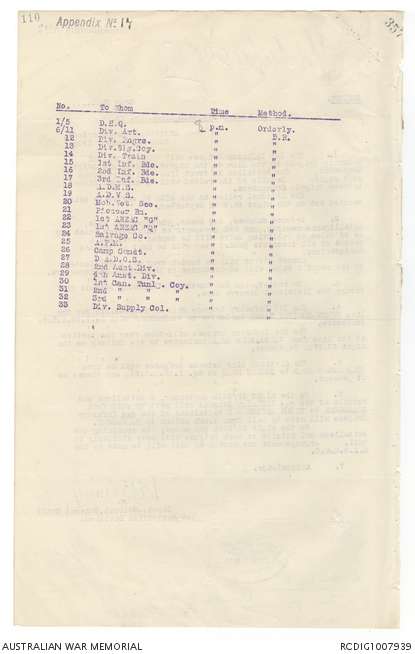 110
Appendix No 14
357
No. To Whom Time Method.
1/5 D.H.Q. 8 p.m. Orderly.
6/11 Div. Art. " D.R.
12 Div. Engrs. " "
13 Div.Sig.Coy. " "
14 Div. Train " "
15 1st Inf. Bde. " "
16 2nd Inf. Bde. " "
17 3rd Inf. Bde. " "
18 A.D.M.S. " "
19 A.D.V.S. " "
20 Mob.Vet. Sec. " "
21 Pioneer Bn. " "
22 1st ANZAC "G" " "
23 1st ANZAC "Q" " "
24 Salvage Co. " "
25 A.P.M. " "
26 Camp Comdt. " "
27 D.A.D.O.S. " "
28 2nd Aust.Div. " "
29 4th Aust. Div. " "
30 1st Can. Tunlg. Coy. " "
31 2nd " " " " "
32 3rd " " " " "
33 Div. Supply Col. " "
AUSTRALIAN WAR MEMORIAL
RCDIG1007939